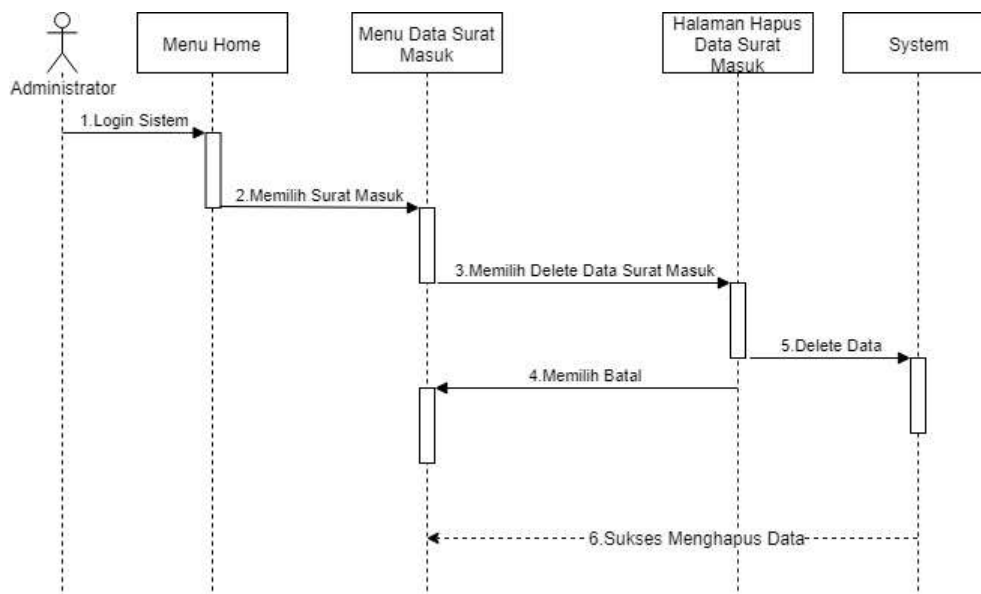 Menu Home
Menu Data Surat
Masuk
Halaman Hapus
Data Surat
Masuk
System
Administrator
1.Login Sistem
2.Memilih Surat Masuk
3.Memilih Delete Data Surat Masuk
5.Delete Data
4.Memilih Batal
6.Sukses Menghapus Data